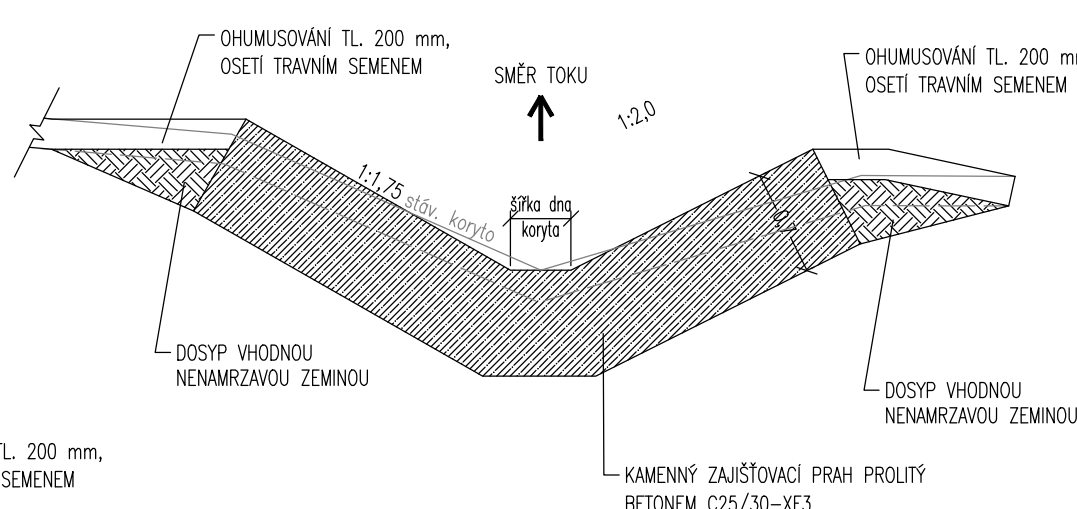 OHUMUSOVÁNÍ TL. 200 mm,
OSETÍ TRAVNÍM SEMENEM
SMĚR TOKU
OHUMUSOVÁNÍ TL. 200 m
OSETÍ TRAVNÍM SEMENEM
1:2,0
1:1,75
stáv. koryto
šířka dna
koryta
0,7
DOSYP VHODNOU
NENAMRZAVOU ZEMINOU
DOSYP VHODNOU
NENAMRZAVOU ZEMINOU
TL. 200 mm,
SEMENEM
KAMENNÝ ZAJIŠŤOVACÍ PRAH PROLITÝ
BETONEM C25/30-XF3